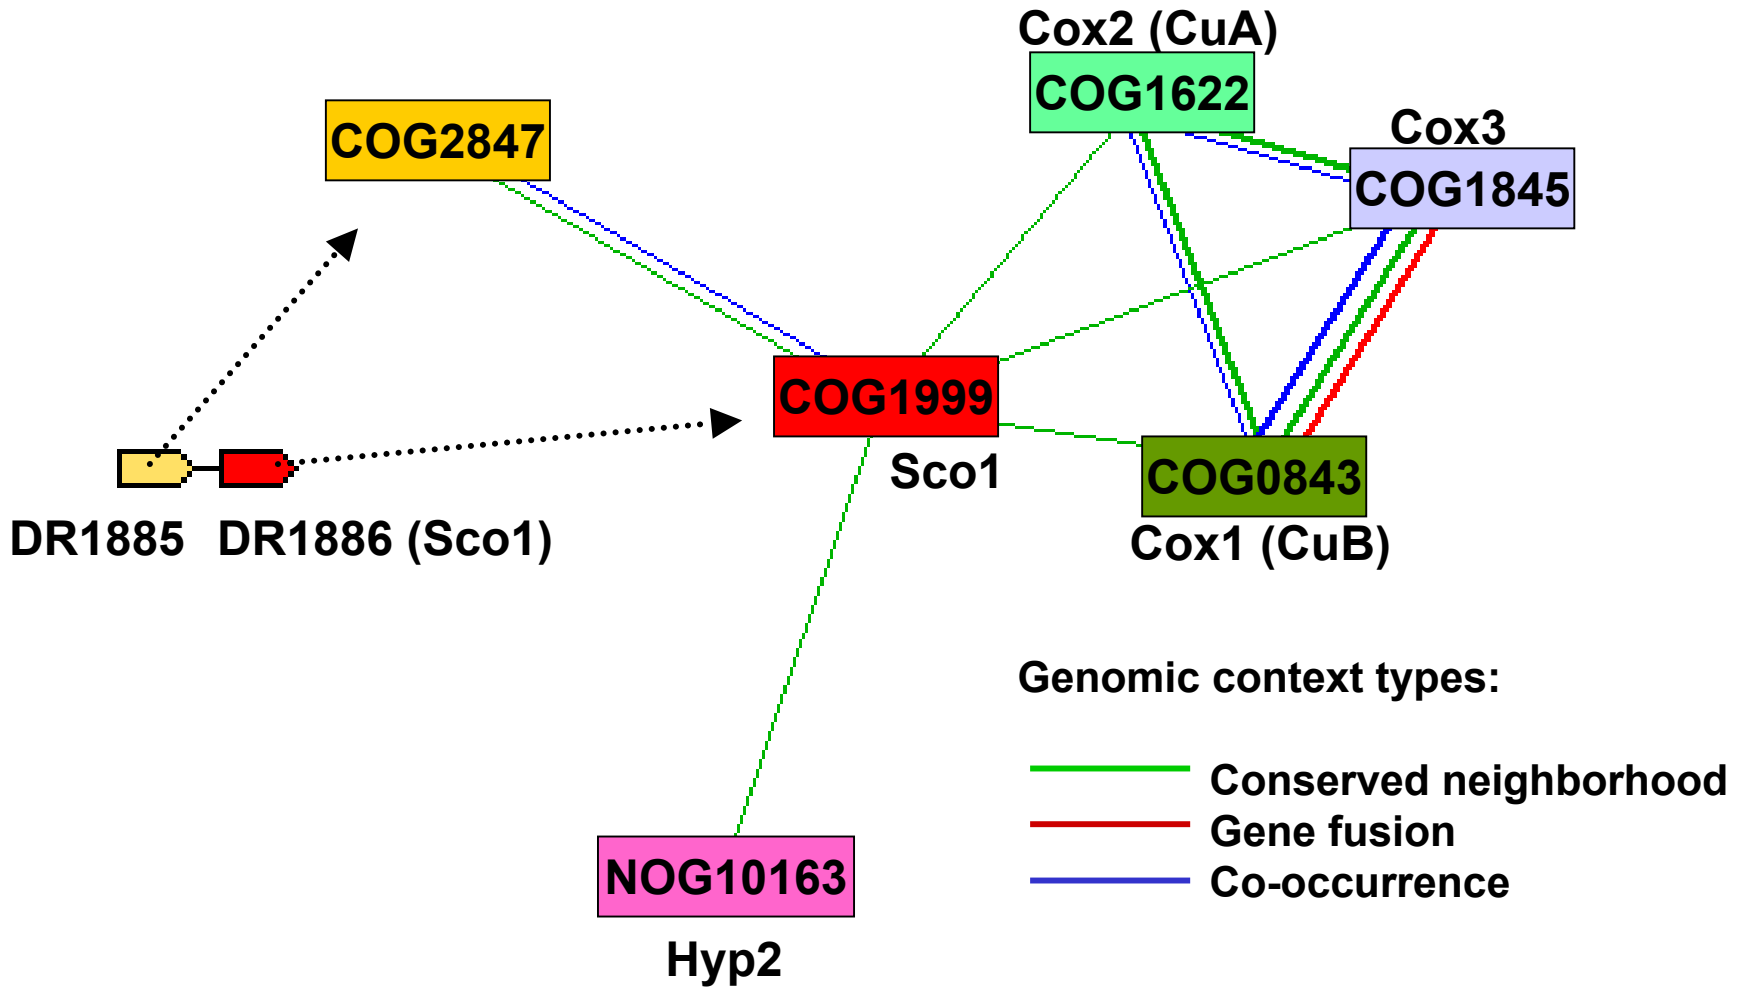 Cox2 (CuA)
COG1622
COG2847
Cox3
COG1845
COG1999
Sco1
COG0843
Cox1 (CuB)
DR1885 DR1886 (Sco1)
NOG10163
Hyp2
Genomic context types:
Conserved neighborhood
Gene fusion
Co-occurrence